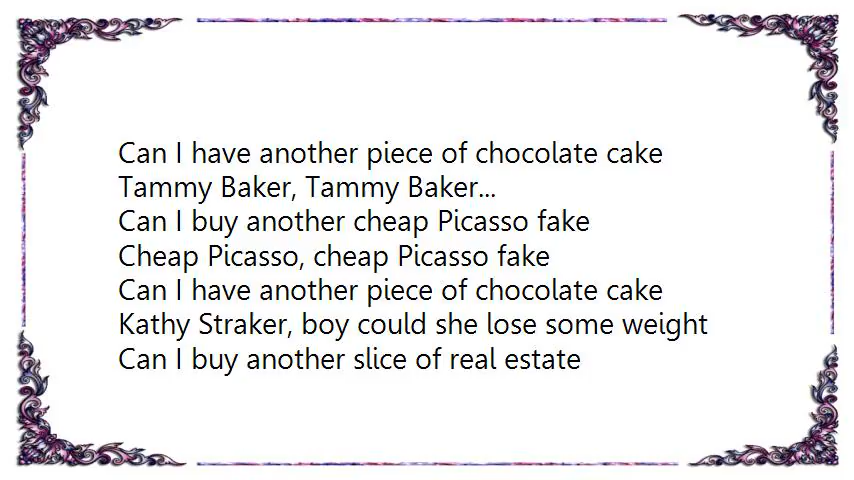 Can I have another piece of chocolate cake
Tammy Baker, Tammy Baker...
Can I buy another cheap Picasso fake
Cheap Picasso, cheap Picasso fake
Can I have another piece of chocolate cake
Kathy Straker, boy could she lose some weight
Can I buy another slice of real estate